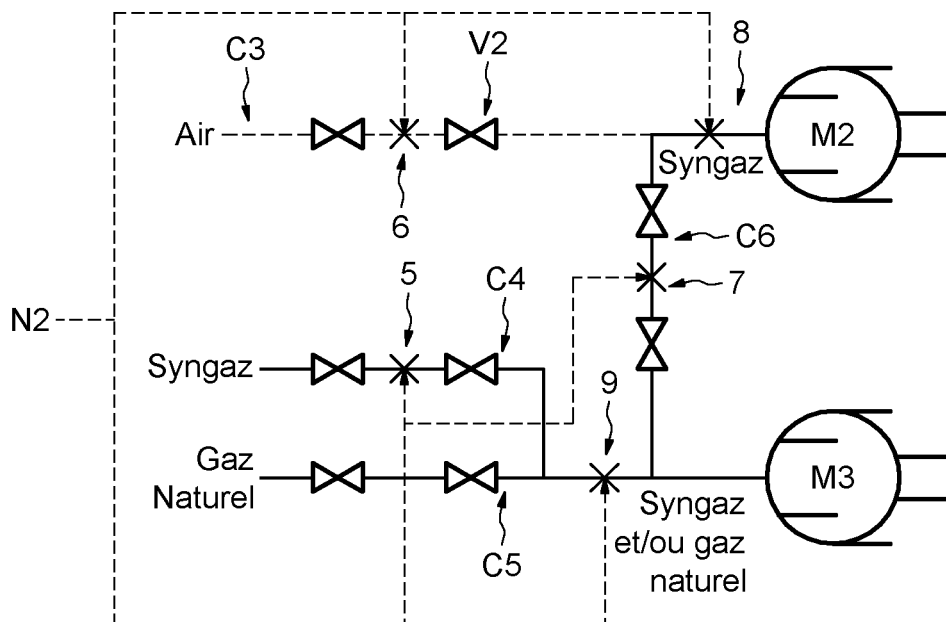 C3
V2
8
Air
M2
Syngaz
6
C6
5
C4
7
N2
Syngaz
9
Gaz
Naturel
M3
Syngaz
et/ou gaz
naturel
C5